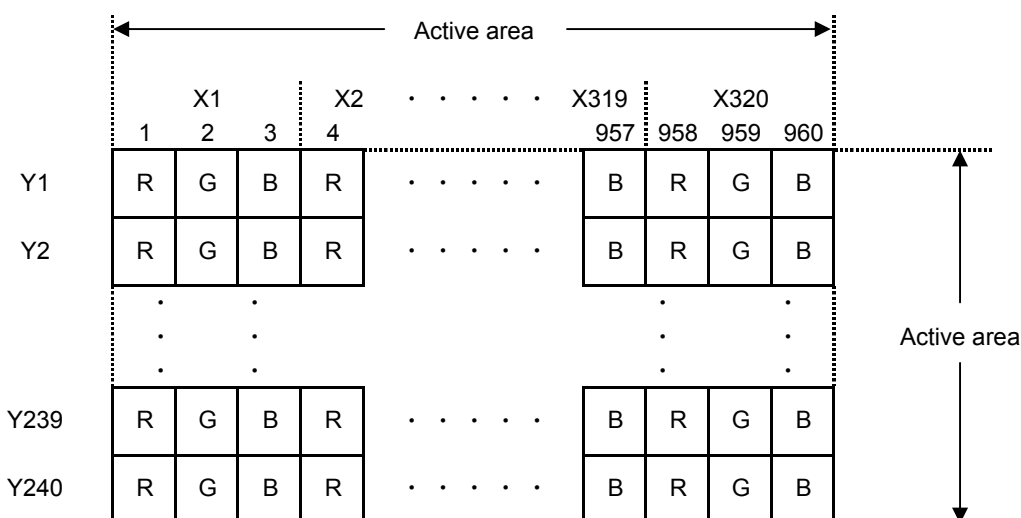 Active area
X1 X2 · · · · · X319 X320
1 2 3 4 957 958 959 960
Y1 R G B R · · · · · B R G B
Y2 R G B R · · · · · B R G B
· · · ·
· · · · Active area
· · · ·
Y239 R G B R · · · · · B R G B
Y240 R G B R · · · · · B R G B